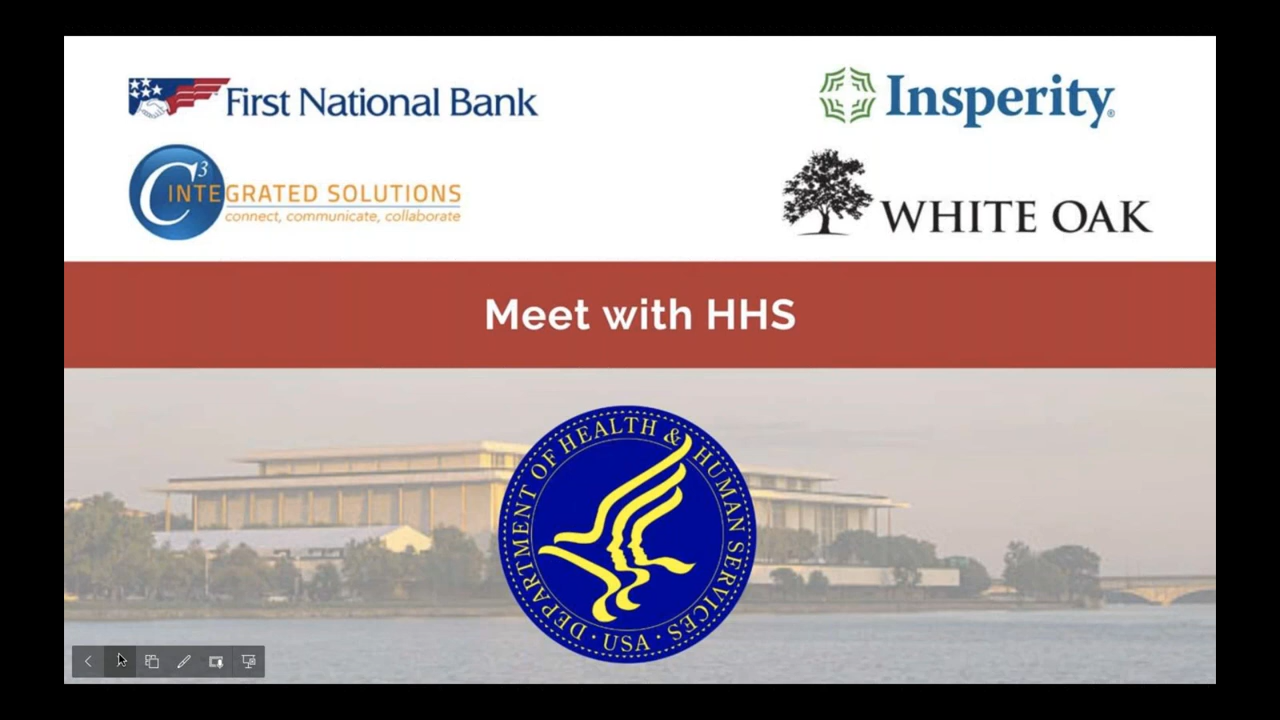 First National Bank
Insperity®
C3 INTEGRATED SOLUTIONS
connect, communicate, collaborate
WHITE OAK
Meet with HHS
DEPARTMENT OF HEALTH & HUMAN SERVICES · USA ·